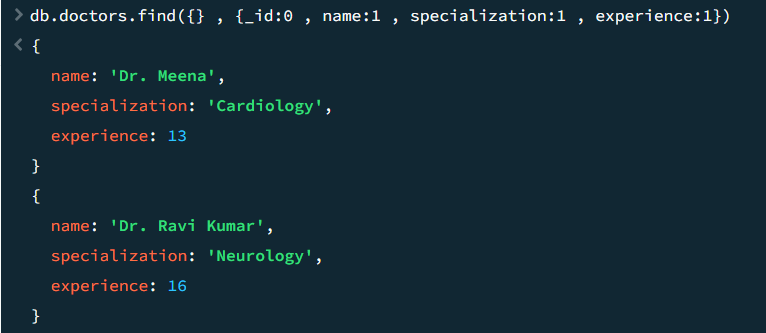 > db.doctors.find({} , {_id:0 , name:1 , specialization:1 , experience:1})
< {
name: 'Dr. Meena',
specialization: 'Cardiology',
experience: 13
}
{
name: 'Dr. Ravi Kumar',
specialization: 'Neurology',
experience: 16
}